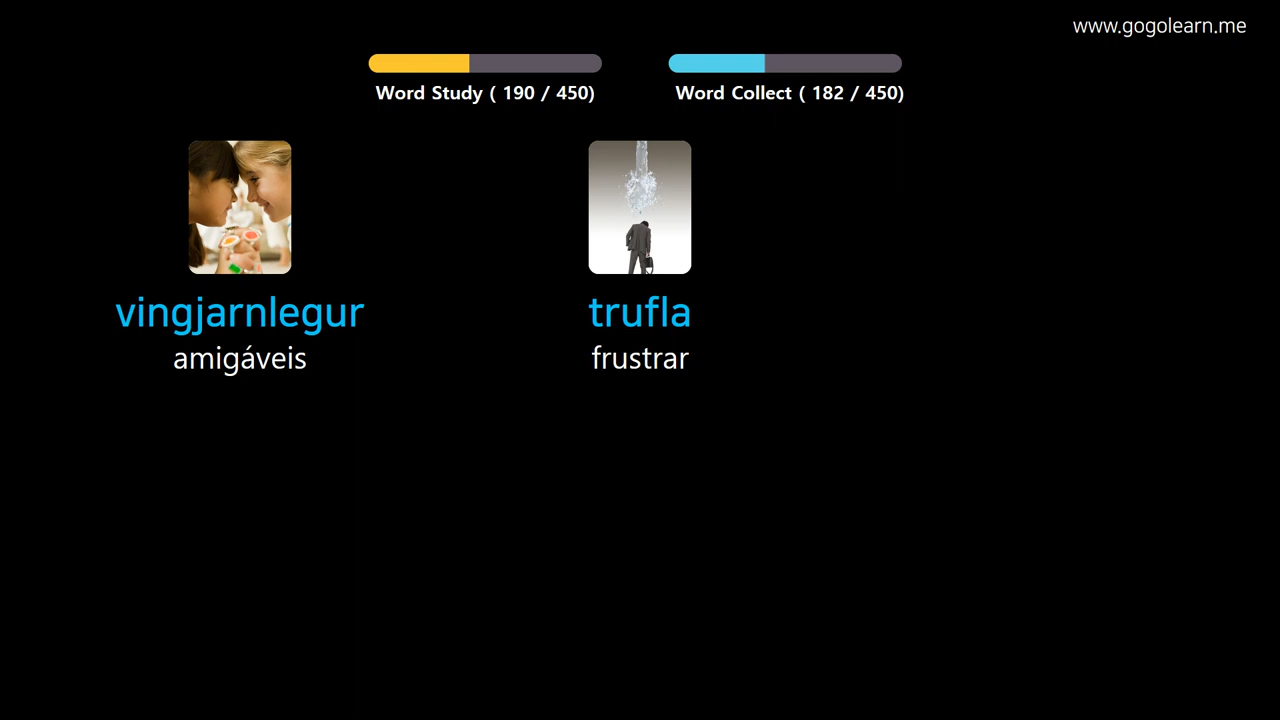 www.gogolearn.me
Word Study ( 190 / 450)
Word Collect ( 182 / 450)
vingjarnlegur
amigáveis
trufla
frustrar